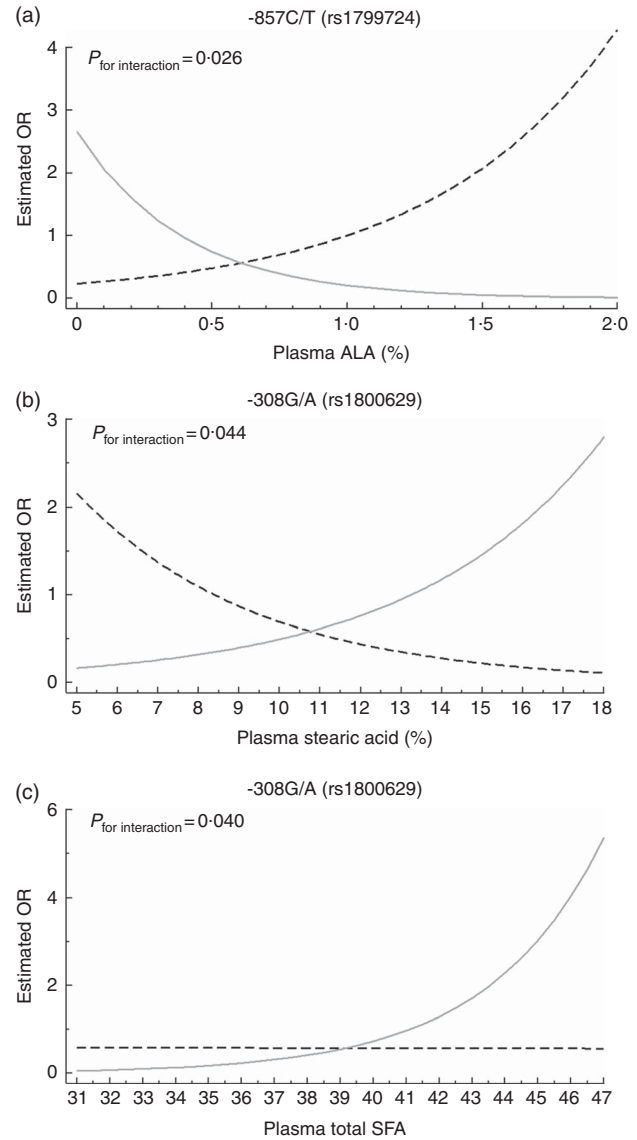 (a)
-857C/T (rs1799724)
P for interaction = 0·026
4
3
2
1
0
Estimated OR
0 0·5 1·0 1·5 2·0
Plasma ALA (%)
(b)
-308G/A (rs1800629)
P for interaction = 0·044
3
2
1
0
Estimated OR
5 6 7 8 9 10 11 12 13 14 15 16 17 18
Plasma stearic acid (%)
(c)
-308G/A (rs1800629)
P for interaction = 0·040
6
4
2
0
Estimated OR
31 32 33 34 35 36 37 38 39 40 41 42 43 44 45 46 47
Plasma total SFA